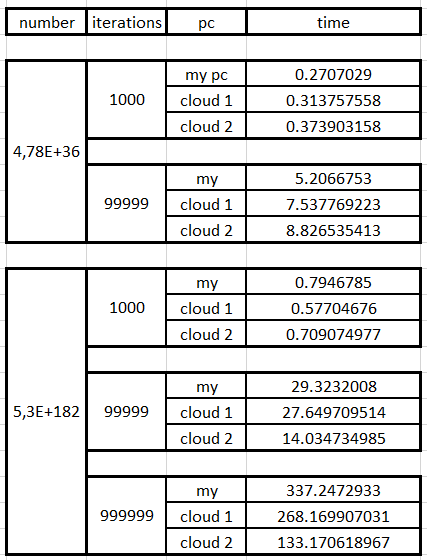 number iterations pc time
my pc 0.2707029
1000 cloud 1 0.313757558
cloud 2 0.373903158
4,78E+36
my 5.2066753
99999 cloud 1 7.537769223
cloud 2 8.826535413
my 0.7946785
1000 cloud 1 0.57704676
cloud 2 0.709074977
my 29.3232008
5,3E+182 99999 cloud 1 27.649709514
cloud 2 14.034734985
my 337.2472933
999999 cloud 1 268.169907031
cloud 2 133.170618967